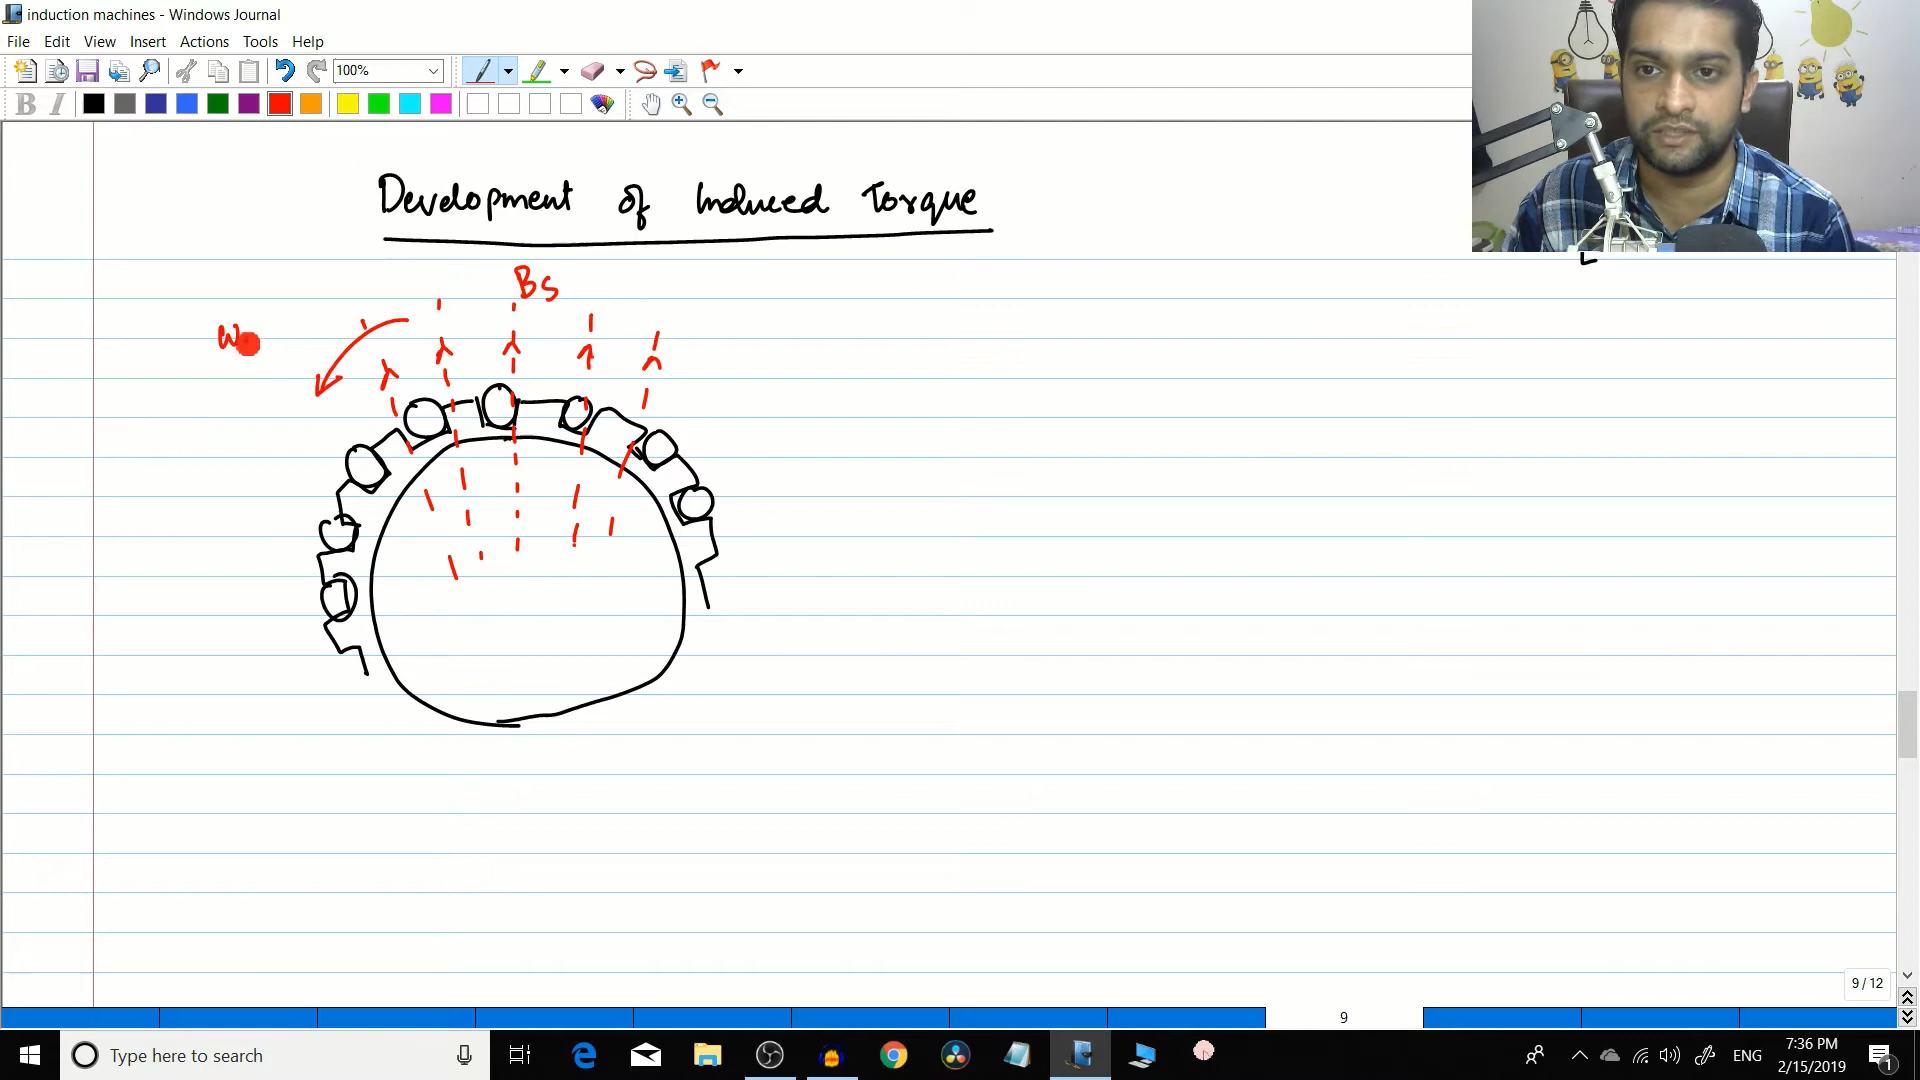 induction machines - Windows Journal
File Edit View Insert Actions Tools Help
100%
B I
Development of Induced Torque
Bs
W
9 / 12
9
Type here to search
ENG
7:36 PM
2/15/2019
1